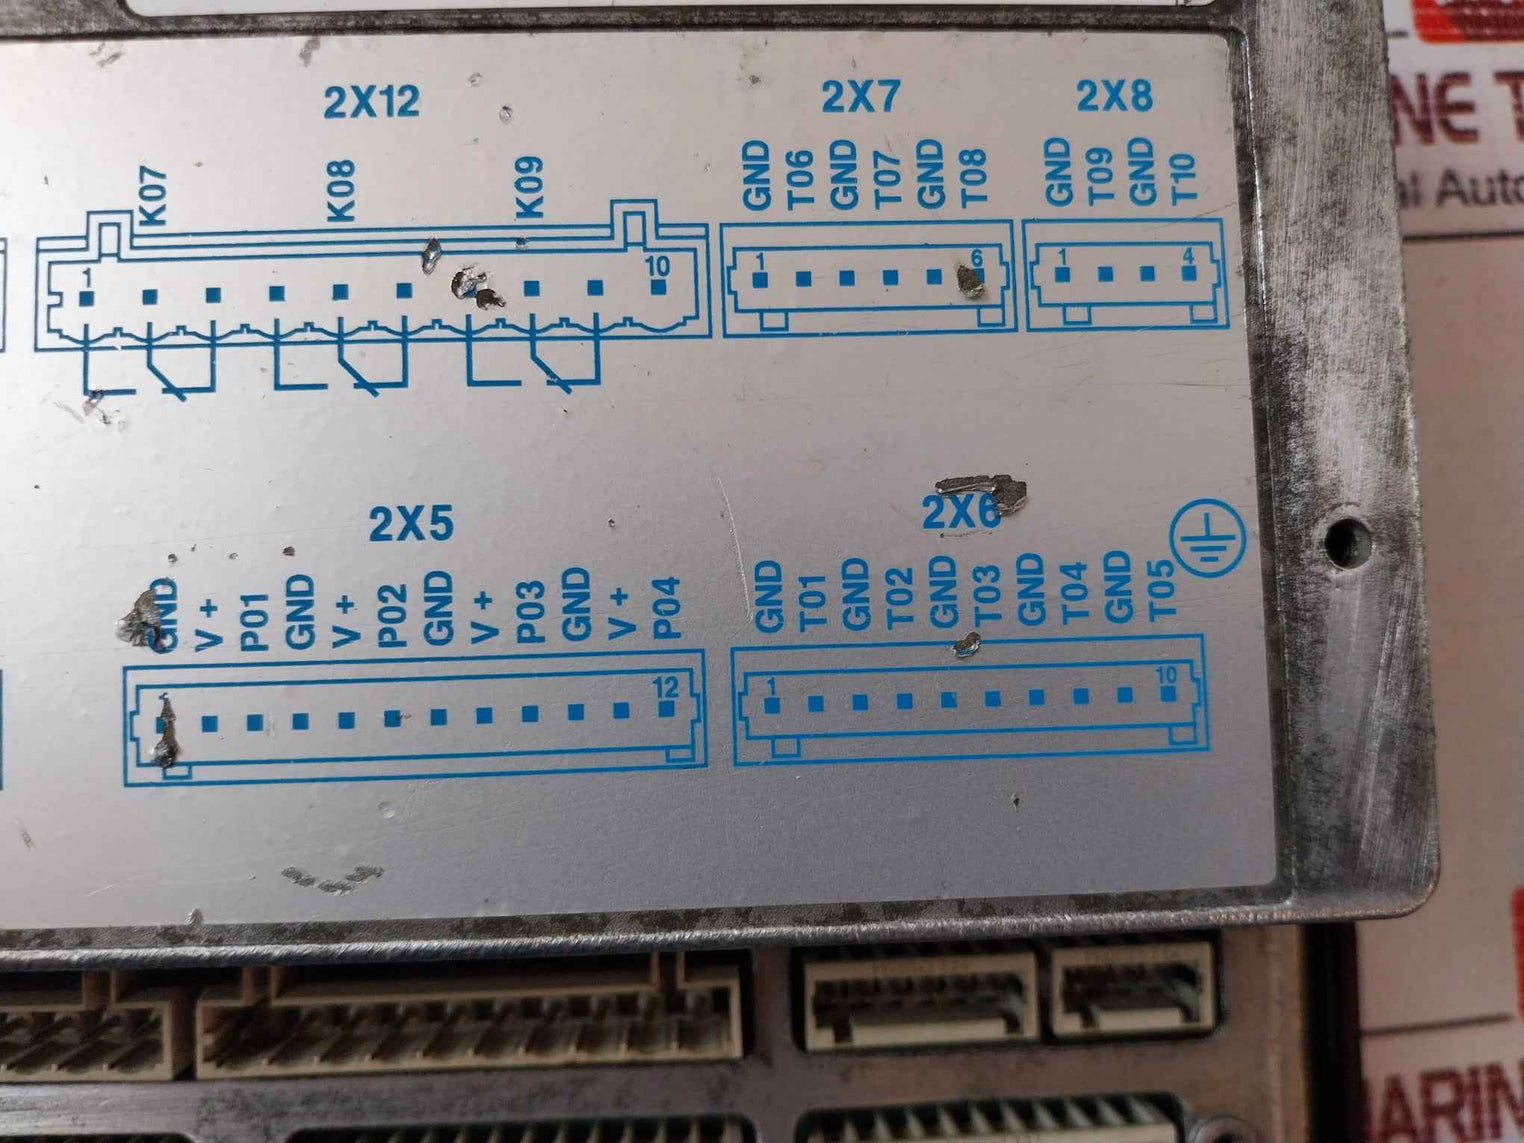 2X12
K07 K08 K09
1 10
2X7
GND T06 GND T07 GND T08
1 6
2X8
GND T09 GND T10
1 4
2X5
GND V+ P01 GND V+ P02 GND V+ P03 GND V+ P04
12
2X6
GND T01 GND T02 GND T03 GND T04 GND T05
1 10
NE T
al Auto
ARIN